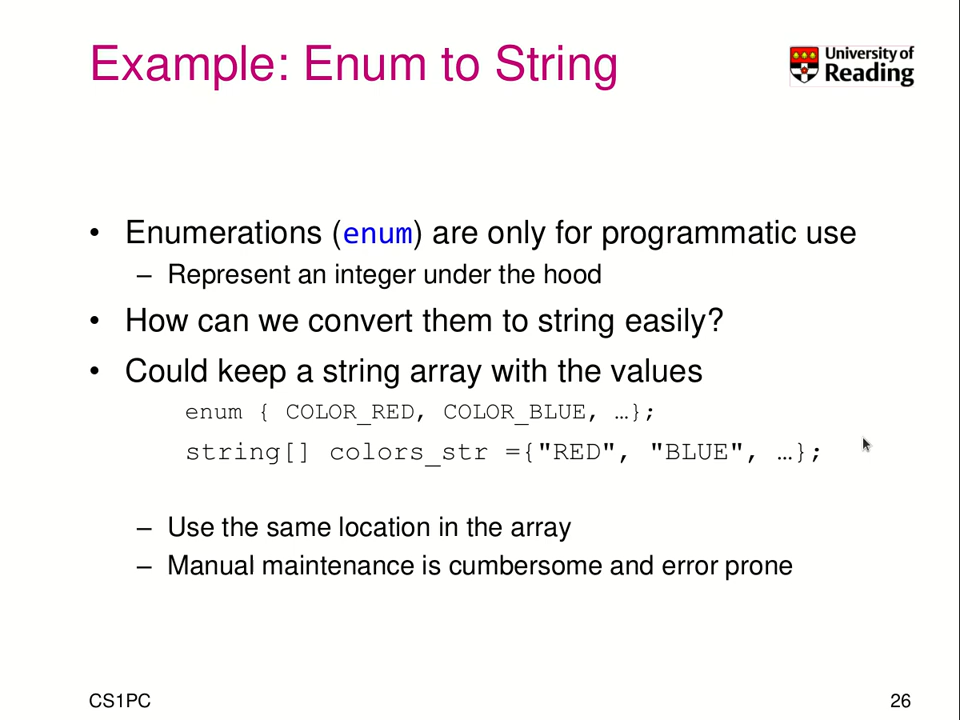 Example: Enum to String
University of
Reading
• Enumerations (enum) are only for programmatic use
– Represent an integer under the hood
• How can we convert them to string easily?
• Could keep a string array with the values
enum { COLOR_RED, COLOR_BLUE, …};
string[] colors_str ={"RED", "BLUE", …};
– Use the same location in the array
– Manual maintenance is cumbersome and error prone
CS1PC
26